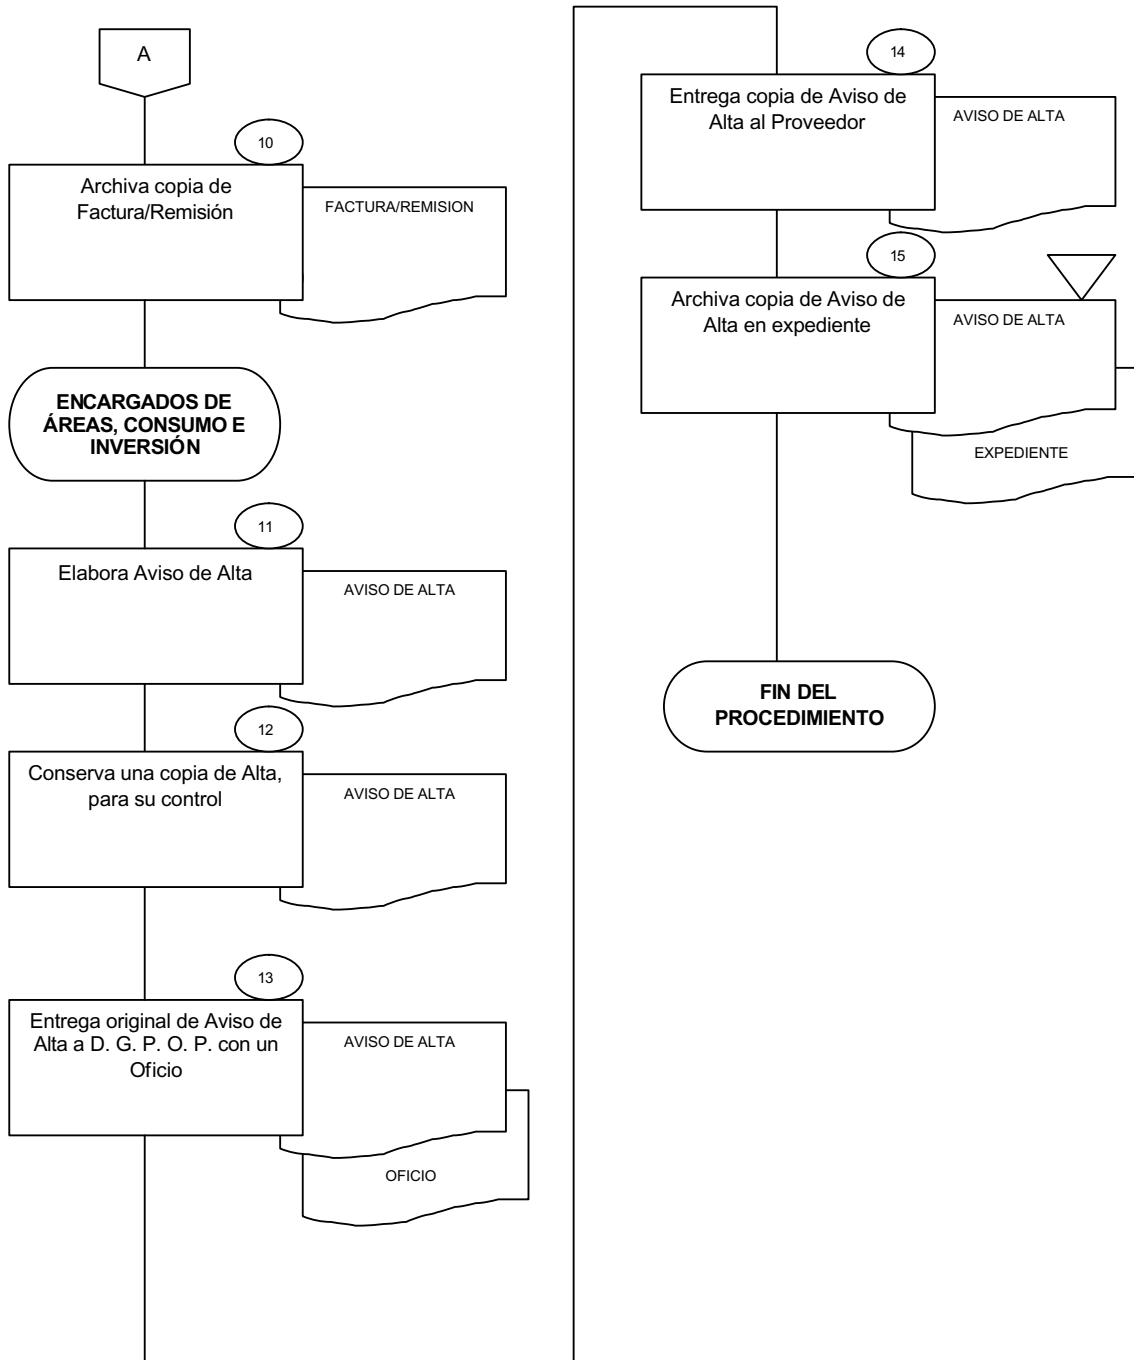 A
10
Archiva copia de
Factura/Remisión
FACTURA/REMISION
ENCARGADOS DE
ÁREAS, CONSUMO E
INVERSIÓN
11
Elabora Aviso de Alta
AVISO DE ALTA
12
Conserva una copia de Alta,
para su control
AVISO DE ALTA
13
Entrega original de Aviso de
Alta a D. G. P. O. P. con un
Oficio
AVISO DE ALTA
OFICIO
14
Entrega copia de Aviso de
Alta al Proveedor
AVISO DE ALTA
15
Archiva copia de Aviso de
Alta en expediente
AVISO DE ALTA
EXPEDIENTE
FIN DEL
PROCEDIMIENTO